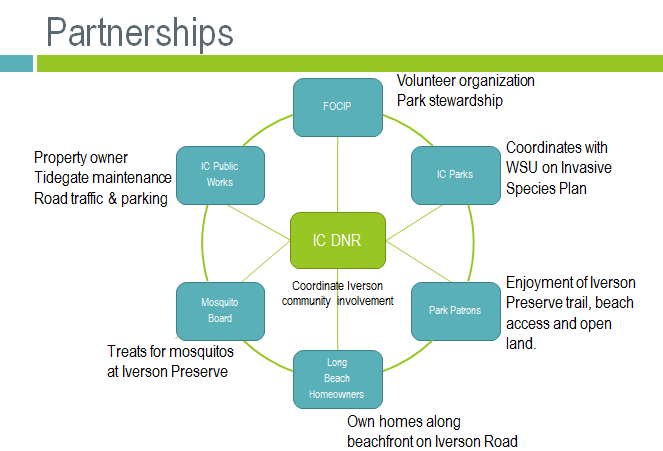 Partnerships
FOCIP
Volunteer organization
Park stewardship
IC Parks
Coordinates with
WSU on Invasive
Species Plan
Park Patrons
Enjoyment of Iverson
Preserve trail, beach
access and open
land.
Long
Beach
Homeowners
Own homes along
beachfront on Iverson Road
Mosquito
Board
Treats for mosquitos
at Iverson Preserve
IC Public
Works
Property owner
Tidegate maintenance
Road traffic & parking
IC DNR
Coordinate Iverson
community involvement